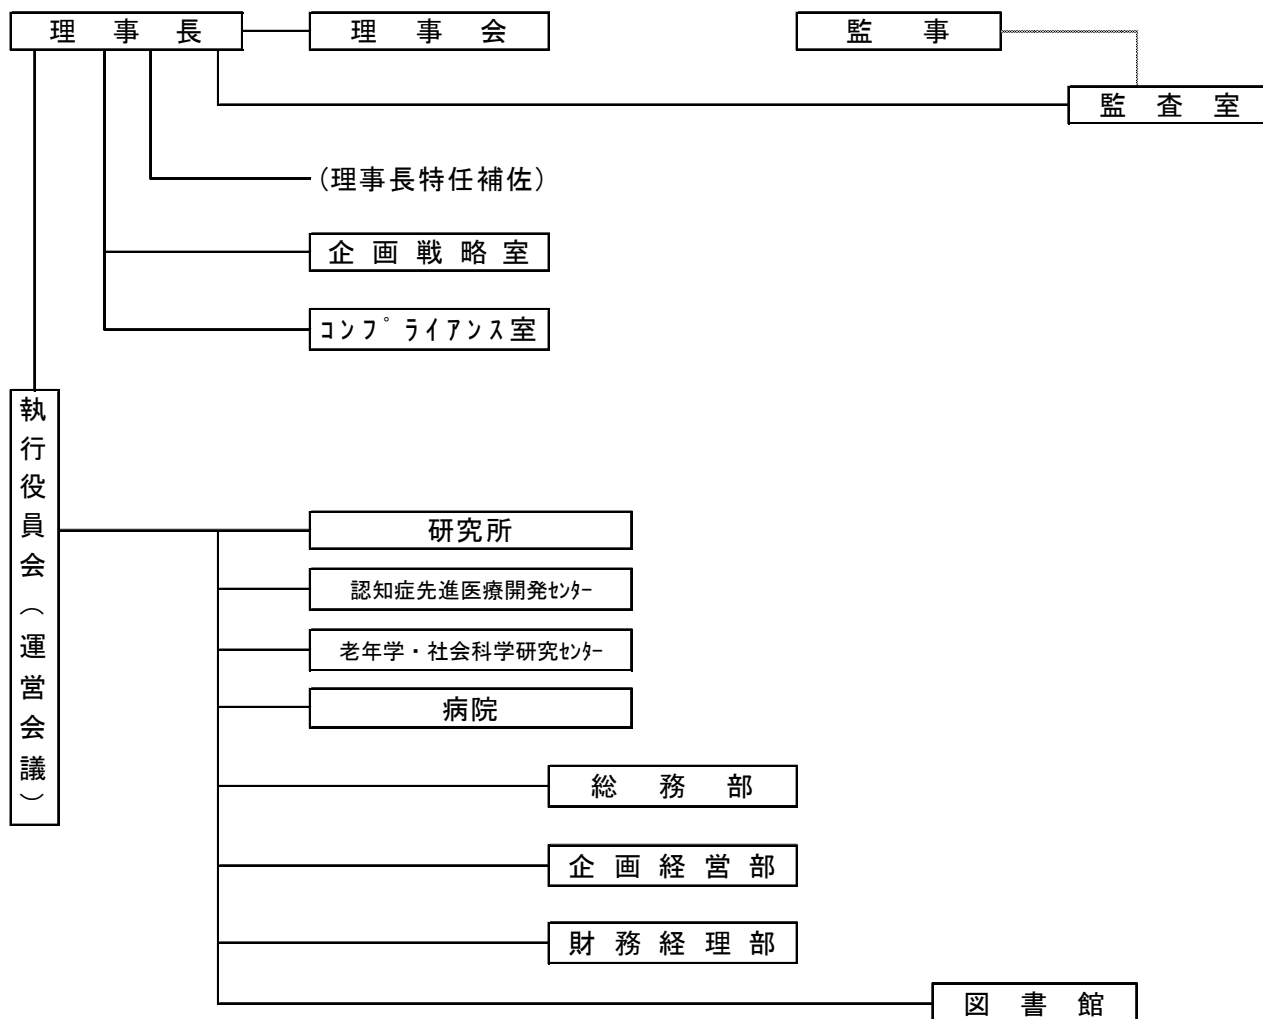 理事長
理事会
監事
監査室
(理事長特任補佐)
企画戦略室
ｺﾝﾌﾟﾗｲｱﾝｽ室
執行役員会（運営会議）
研究所
認知症先進医療開発ｾﾝﾀｰ
老年学・社会科学研究ｾﾝﾀｰ
病院
総務部
企画経営部
財務経理部
図書館